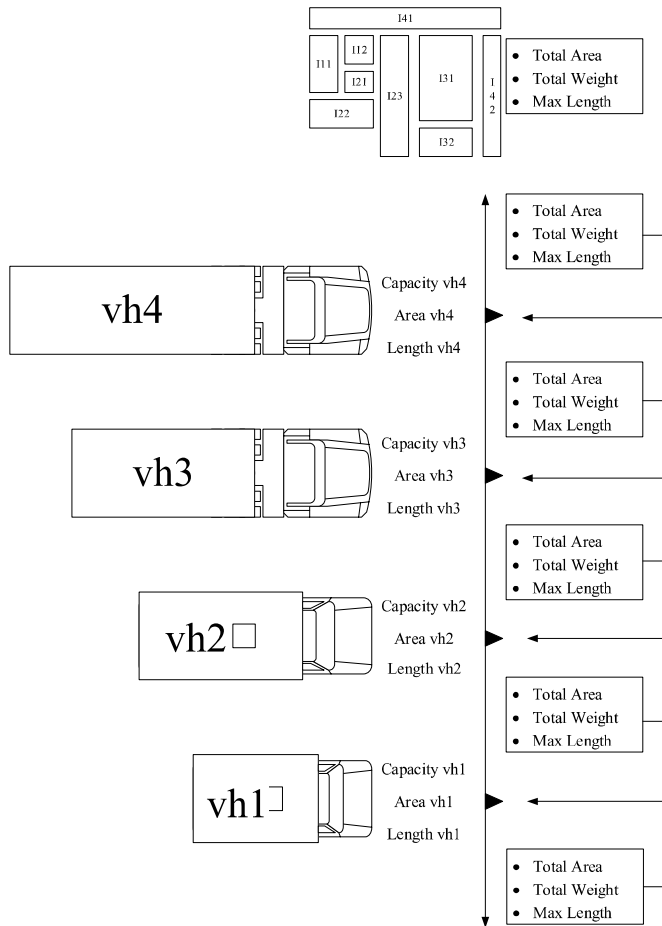 I41
I11
I12
I21
I22
I23
I31
I32
I
4
2
• Total Area
• Total Weight
• Max Length
• Total Area
• Total Weight
• Max Length
vh4
Capacity vh4
Area vh4
Length vh4
• Total Area
• Total Weight
• Max Length
vh3
Capacity vh3
Area vh3
Length vh3
• Total Area
• Total Weight
• Max Length
vh2
Capacity vh2
Area vh2
Length vh2
• Total Area
• Total Weight
• Max Length
vh1
Capacity vh1
Area vh1
Length vh1
• Total Area
• Total Weight
• Max Length